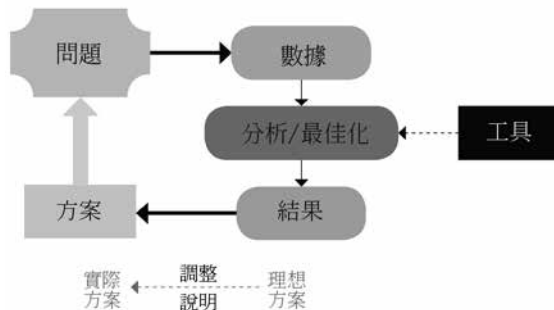 問題
數據
分析/最佳化
工具
方案
結果
實際
方案
調整
說明
理想
方案